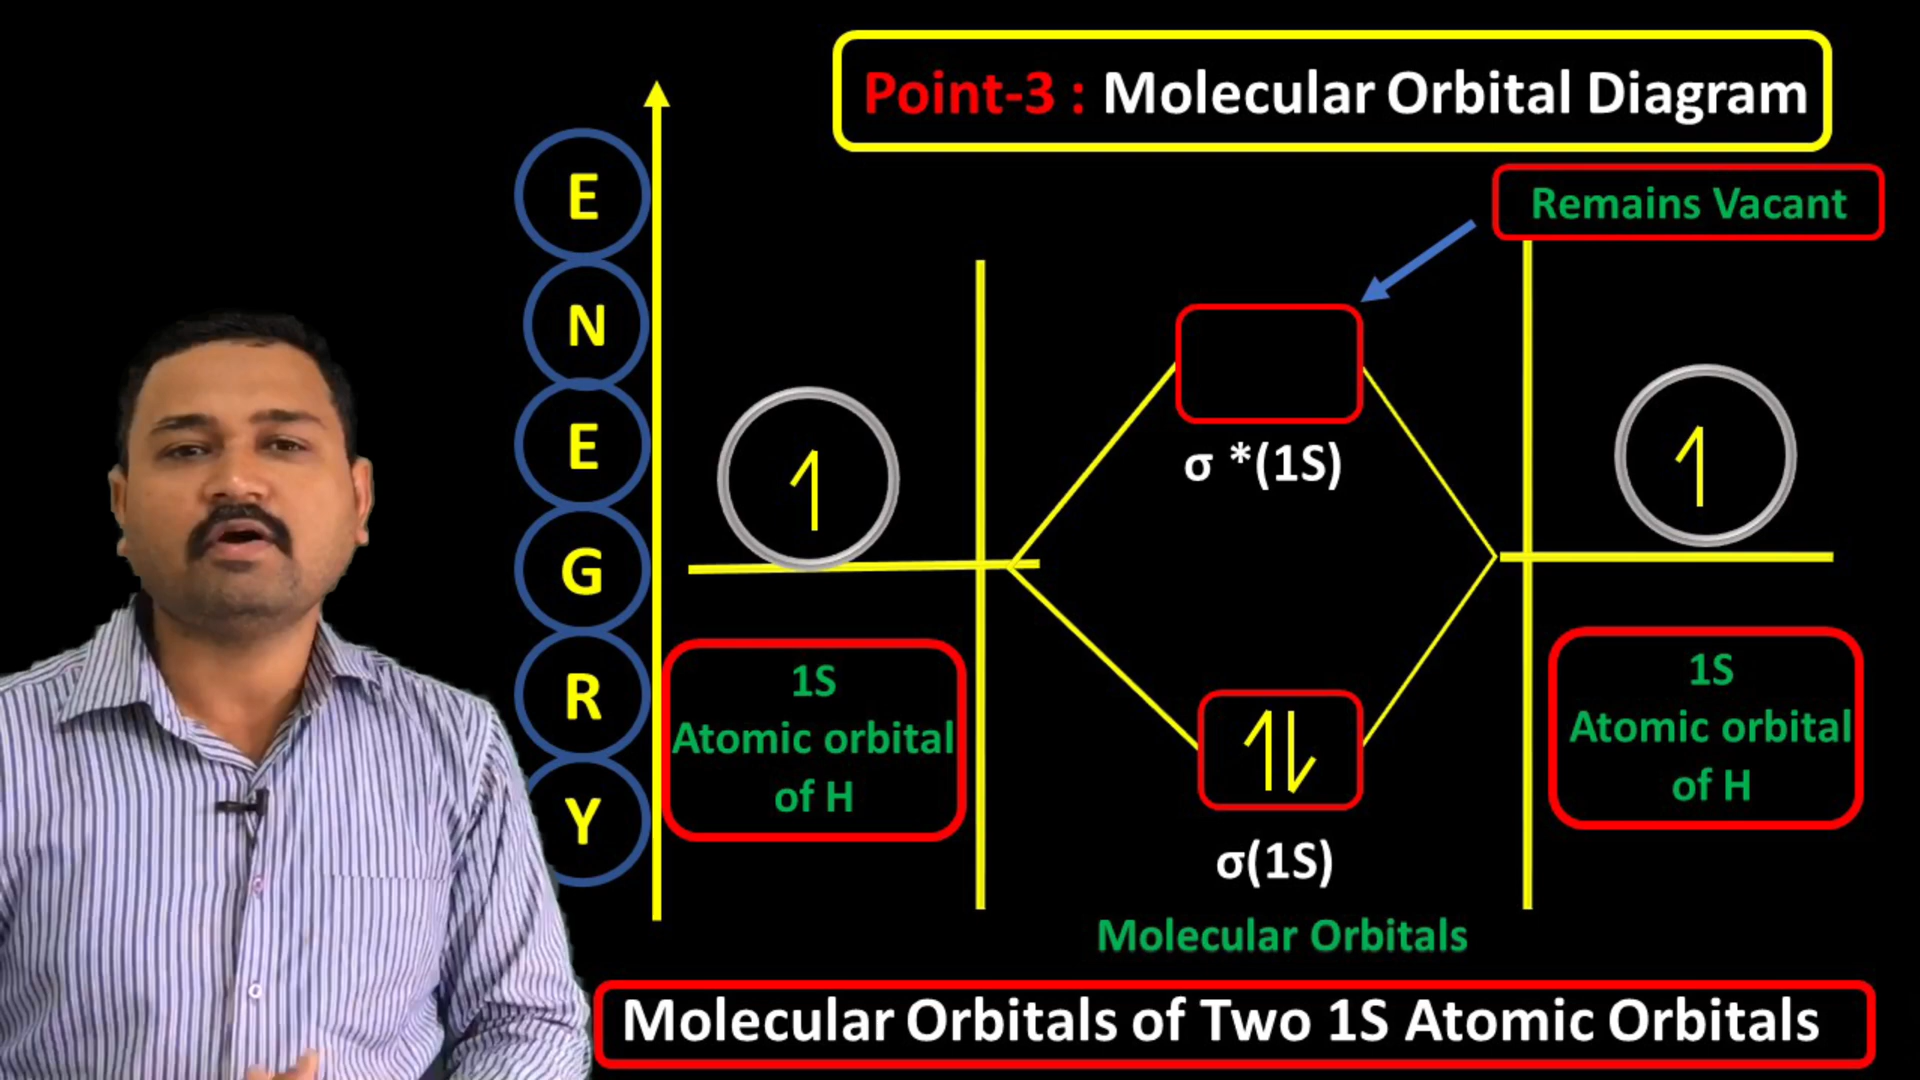 Point-3 : Molecular Orbital Diagram
Remains Vacant
E
N
E
R
G
Y
σ *(1S)
1S
Atomic orbital
of H
1S
Atomic orbital
of H
σ(1S)
Molecular Orbitals
Molecular Orbitals of Two 1S Atomic Orbitals